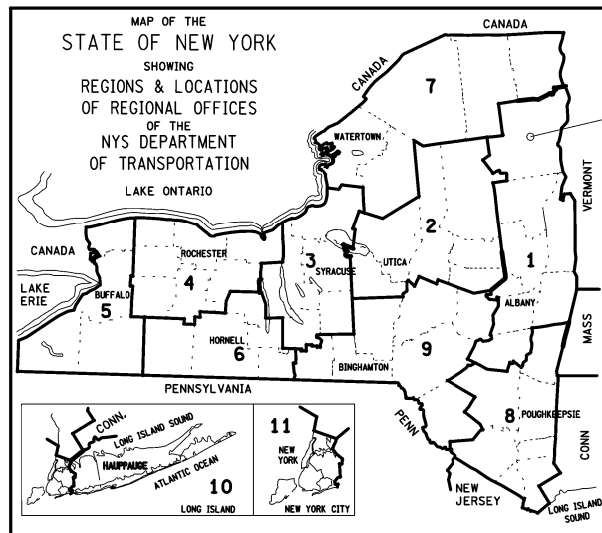 MAP OF THE
STATE OF NEW YORK
SHOWING
REGIONS & LOCATIONS
OF REGIONAL OFFICES
OF THE
NYS DEPARTMENT
OF TRANSPORTATION
LAKE ONTARIO
CANADA
CANADA
7
WATERTOWN
VERMONT
2
UTICA
1
ALBANY
MASS
CANADA
ROCHESTER
4
3
SYRACUSE
LAKE
ERIE
BUFFALO
5
HORNELL
6
BINGHAMTON
9
PENNSYLVANIA
PENN
8
POUGHKEEPSIE
CONN
NEW
JERSEY
LONG ISLAND
SOUND
CONN.
LONG ISLAND SOUND
HAUPPAUGE
ATLANTIC OCEAN
10
LONG ISLAND
11
NEW
YORK
NEW YORK CITY